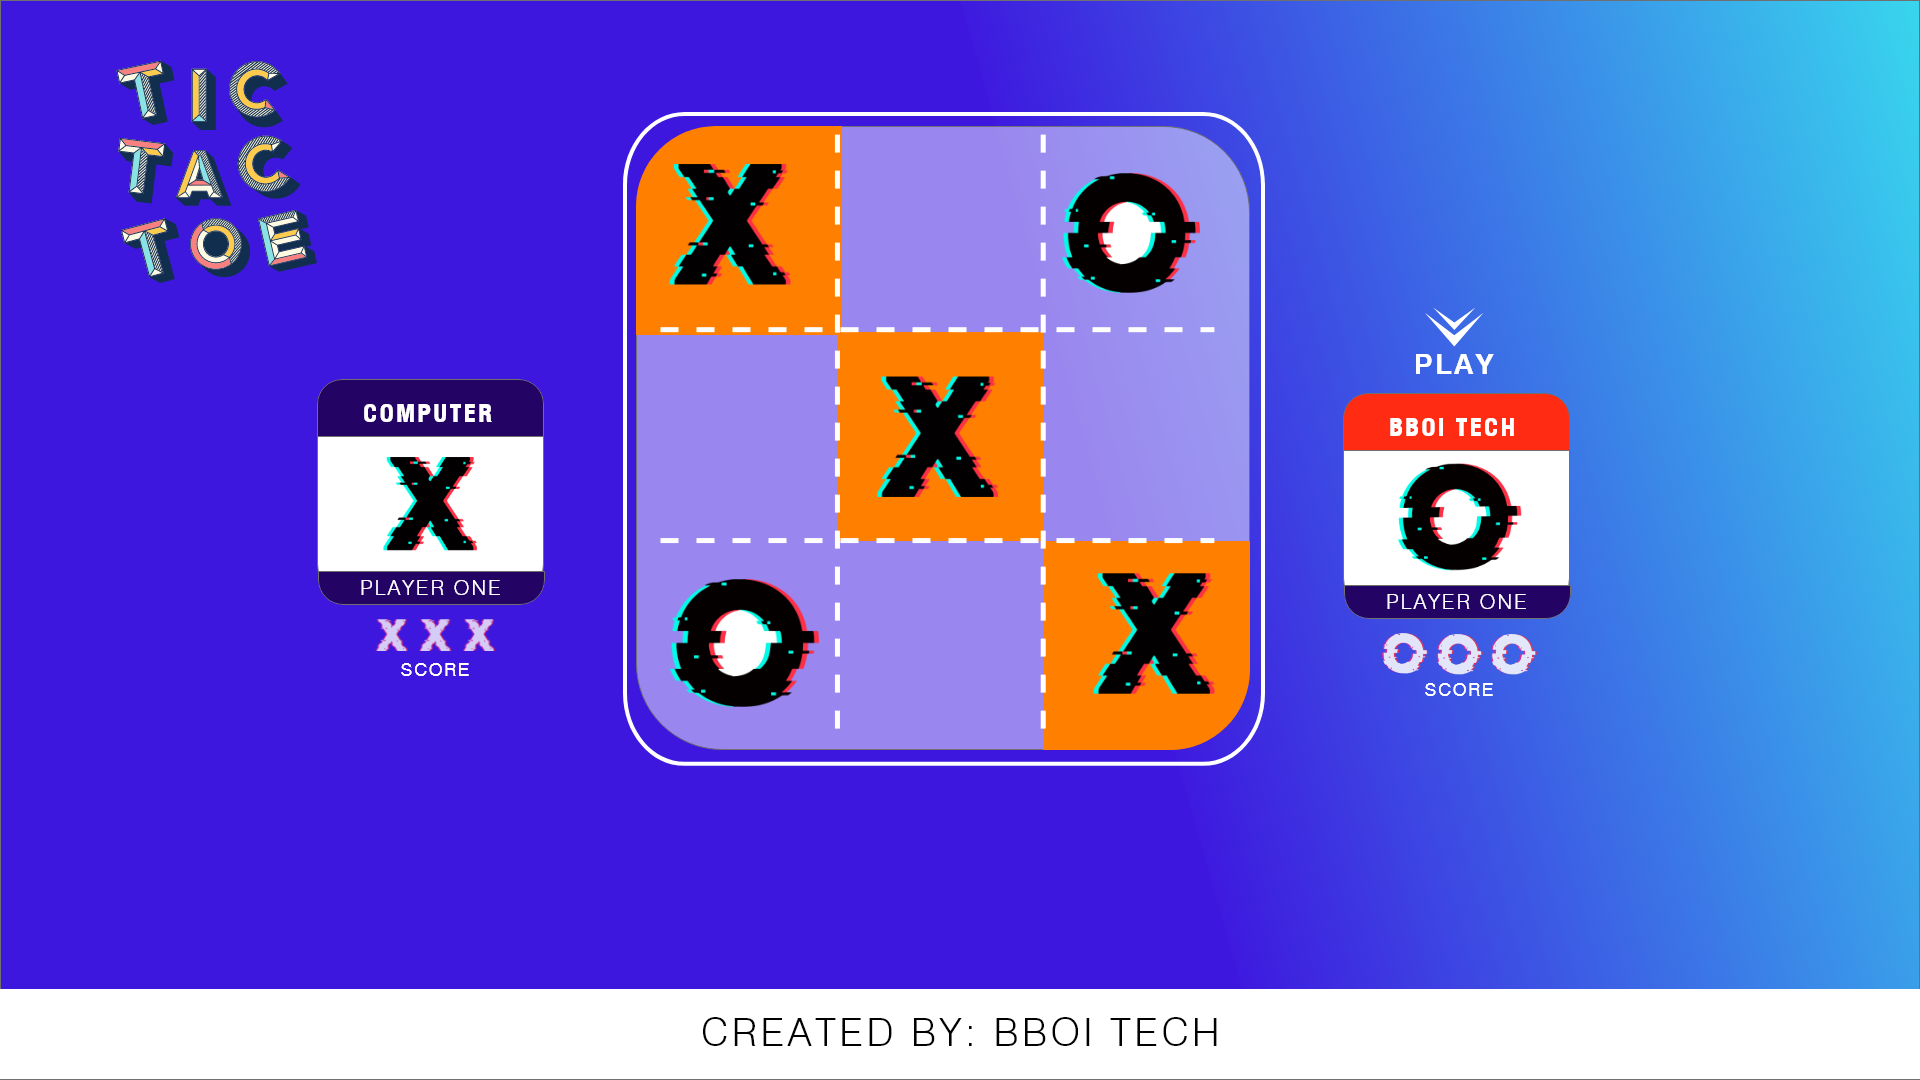 TIC
TAC
TOE
X O
X
O X
COMPUTER
X
PLAYER ONE
X X X
SCORE
PLAY
BBOI TECH
O
PLAYER ONE
O O O
SCORE
CREATED BY: BBOI TECH